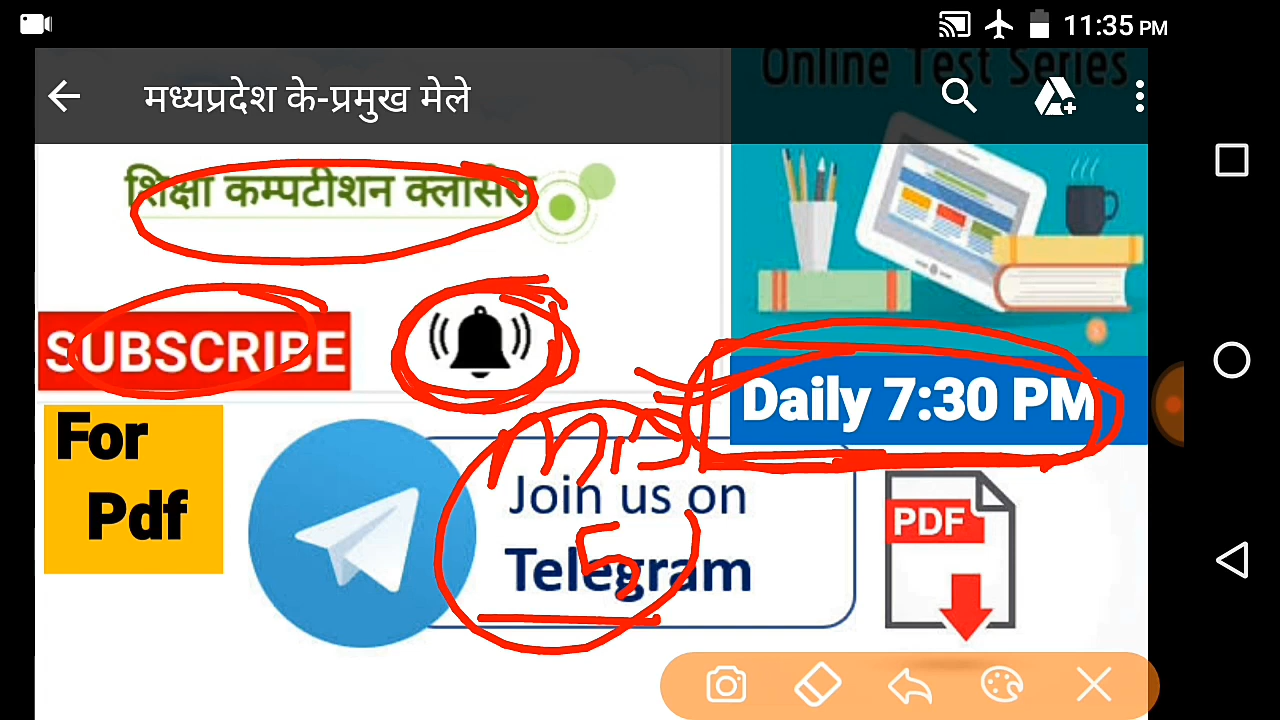 11:35 PM
Online Test Series
मध्यप्रदेश के-प्रमुख मेले
शिक्षा कम्पटीशन क्लासेस
SUBSCRIBE
Daily 7:30 PM
For
Pdf
Join us on
Telegram
5
PDF